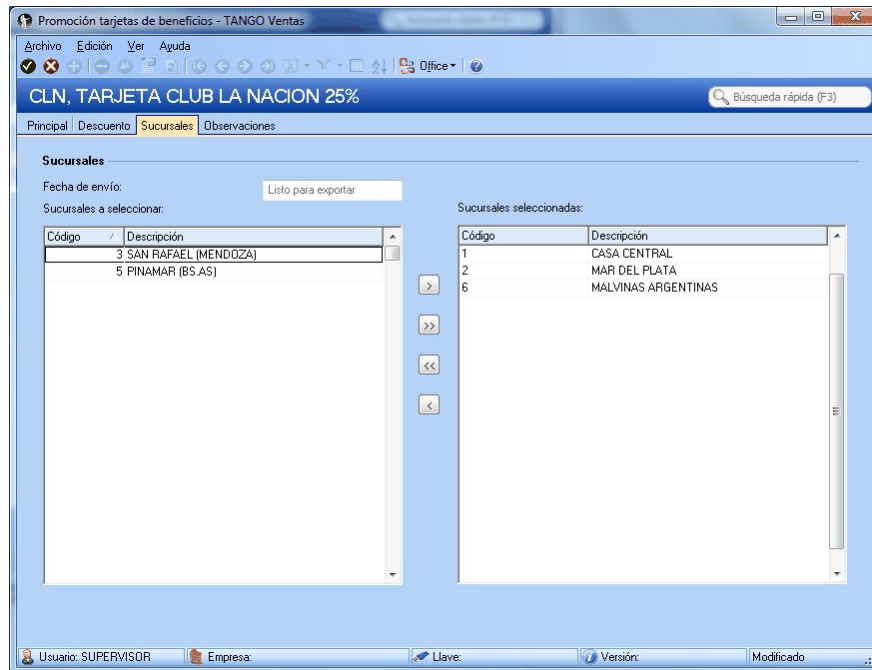 Promoción tarjetas de beneficios - TANGO Ventas
Archivo Edición Ver Ayuda
Office
CLN, TARJETA CLUB LA NACION 25%
Búsqueda rápida (F3)
Principal Descuento Sucursales Observaciones
Sucursales
Fecha de envío: Listo para exportar
Sucursales a seleccionar:
Sucursales seleccionadas:
Código Descripción
3 SAN RAFAEL (MENDOZA)
5 PINAMAR (BS.AS)
>
>>
<<
<
Código Descripción
1 CASA CENTRAL
2 MAR DEL PLATA
6 MALVINAS ARGENTINAS
Usuario: SUPERVISOR Empresa: Llave: Versión: Modificado